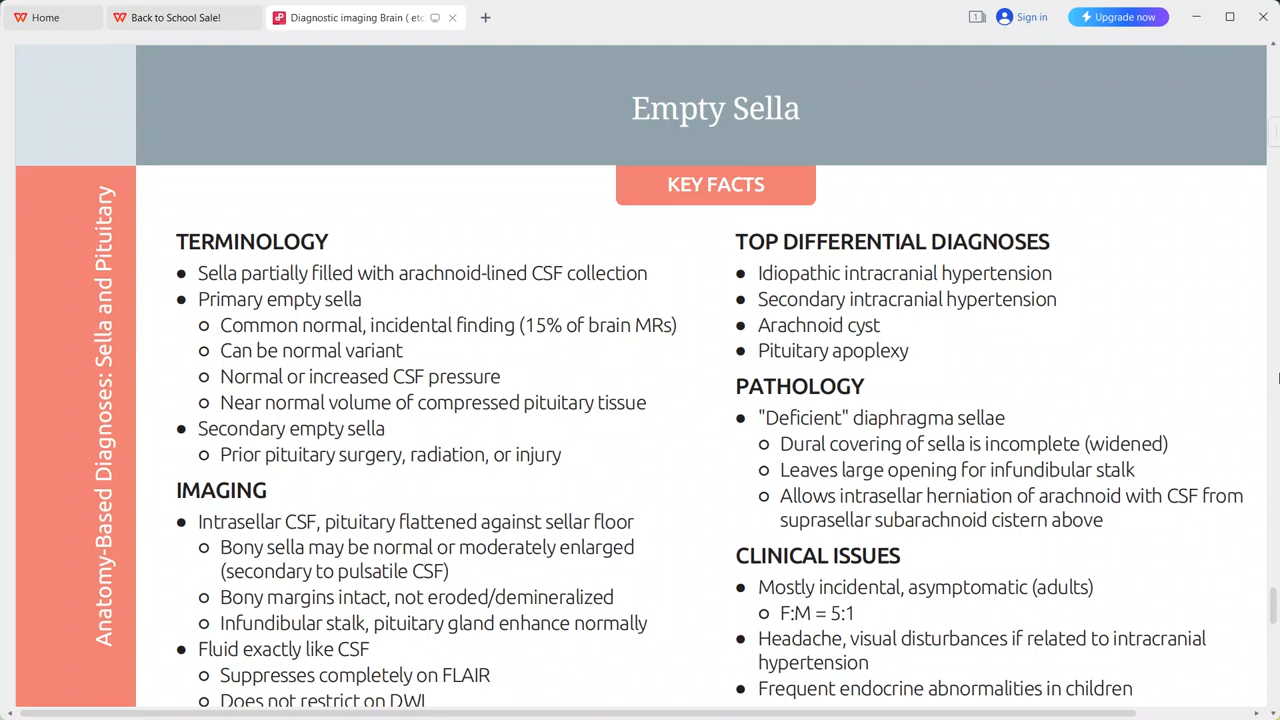 Home
Back to School Sale!
Diagnostic imaging Brain ( etc
1
Sign in
Upgrade now
Empty Sella
KEY FACTS
Anatomy-Based Diagnoses: Sella and Pituitary
TERMINOLOGY
● Sella partially filled with arachnoid-lined CSF collection
● Primary empty sella
○ Common normal, incidental finding (15% of brain MRs)
○ Can be normal variant
○ Normal or increased CSF pressure
○ Near normal volume of compressed pituitary tissue
● Secondary empty sella
○ Prior pituitary surgery, radiation, or injury
IMAGING
● Intrasellar CSF, pituitary flattened against sellar floor
○ Bony sella may be normal or moderately enlarged
(secondary to pulsatile CSF)
○ Bony margins intact, not eroded/demineralized
○ Infundibular stalk, pituitary gland enhance normally
● Fluid exactly like CSF
○ Suppresses completely on FLAIR
○ Does not restrict on DWI
TOP DIFFERENTIAL DIAGNOSES
● Idiopathic intracranial hypertension
● Secondary intracranial hypertension
● Arachnoid cyst
● Pituitary apoplexy
PATHOLOGY
● "Deficient" diaphragma sellae
○ Dural covering of sella is incomplete (widened)
○ Leaves large opening for infundibular stalk
○ Allows intrasellar herniation of arachnoid with CSF from
suprasellar subarachnoid cistern above
CLINICAL ISSUES
● Mostly incidental, asymptomatic (adults)
○ F:M = 5:1
● Headache, visual disturbances if related to intracranial
hypertension
● Frequent endocrine abnormalities in children